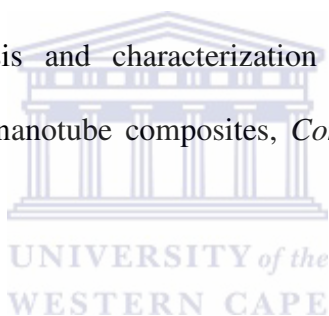 is and characterization
nanotube composites, Co
UNIVERSITY of the
WESTERN CAPE